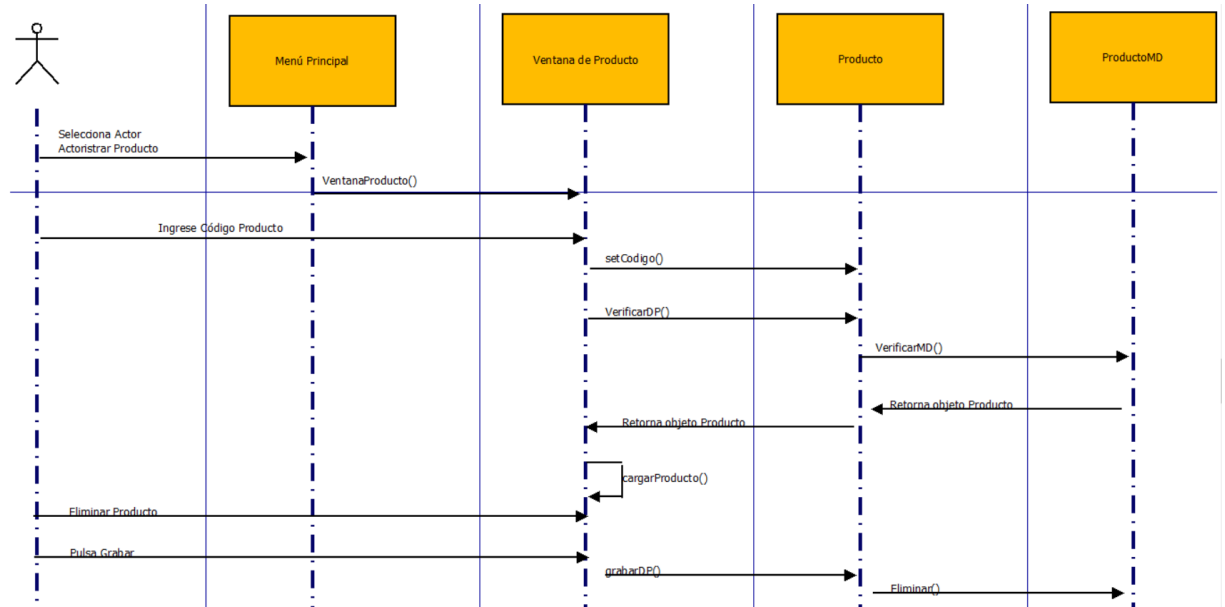 Menú Principal
Ventana de Producto
Producto
ProductoMD
Selecciona Actor
Actoristrar Producto
VentanaProducto()
Ingrese Código Producto
setCodigo()
VerificarDP()
VerificarMD()
Retorna objeto Producto
Retorna objeto Producto
cargarProducto()
Eliminar Producto
Pulsa Grabar
grabarDP()
Eliminar()